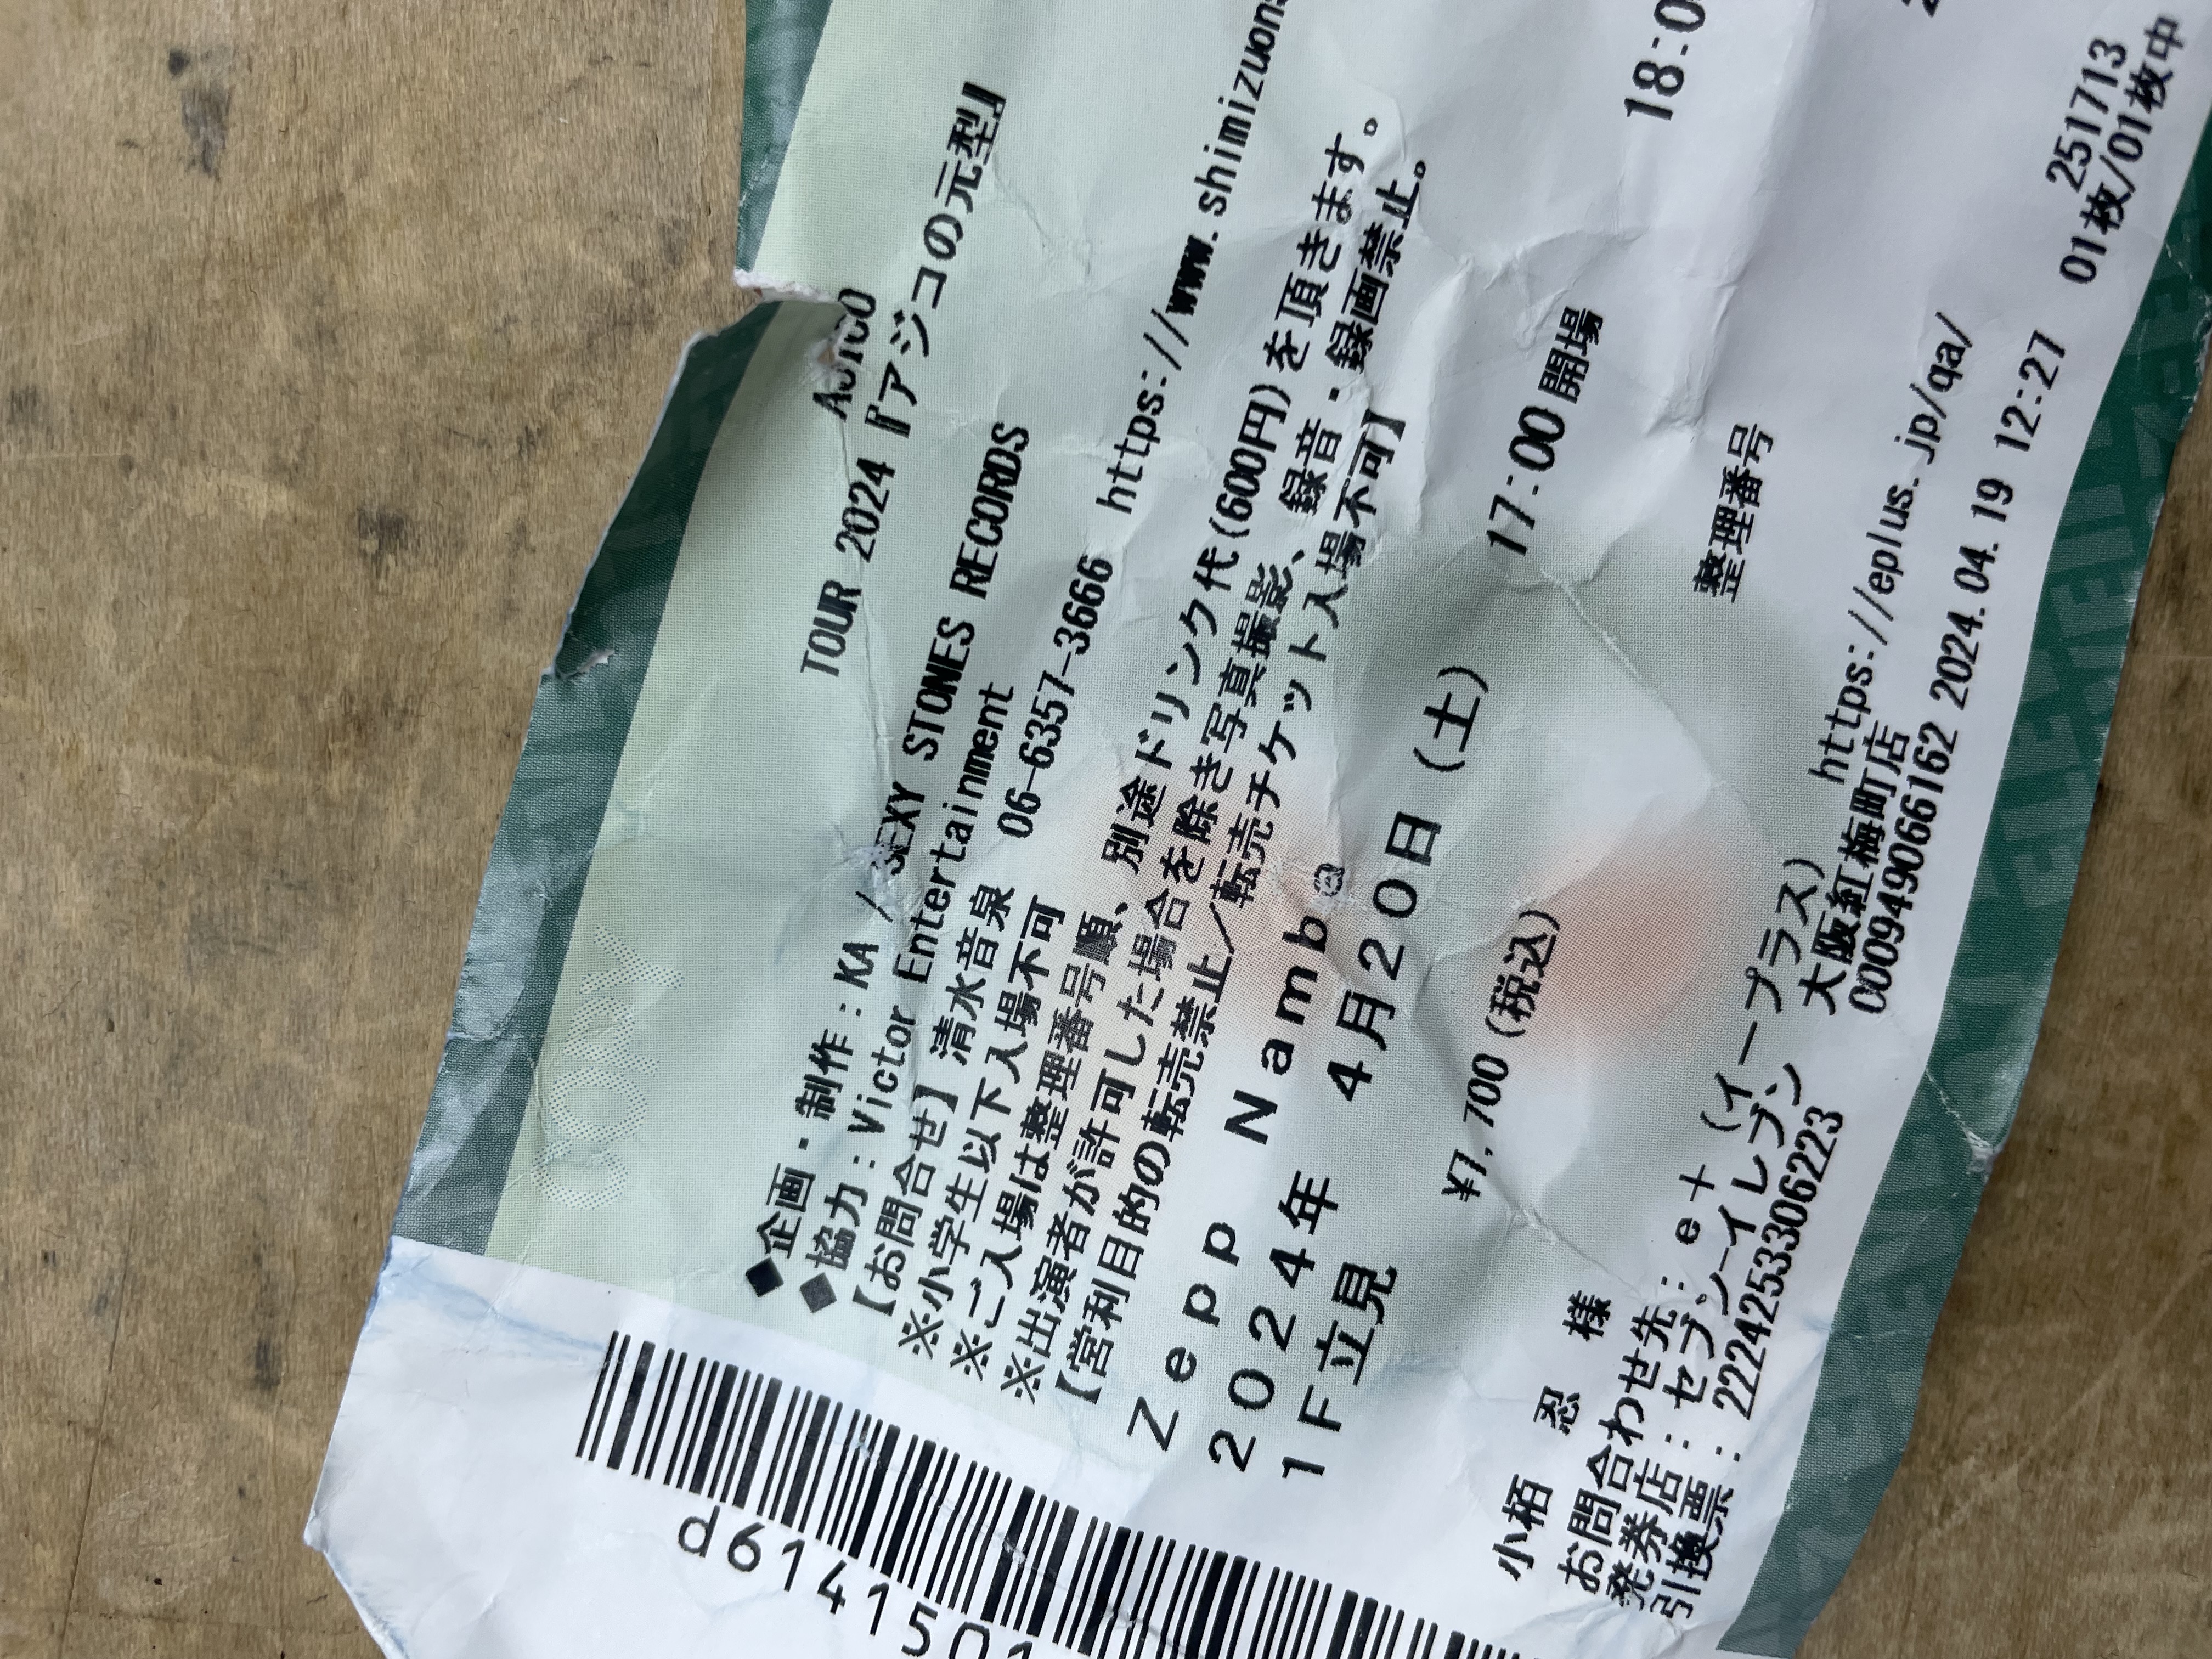 AJICO
TOUR 2024『アジコの元型』
◆企画・制作：KA / SEXY STONES RECORDS
◆協力：Victor Entertainment
【お問合せ】清水音泉 06-6357-3666 https://www.shimizuons
※小学生以下入場不可
※ご入場は整理番号順、別途ドリンク代(600円)を頂きます。
※出演者が許可した場合を除き写真撮影、録音・録画禁止。
【営利目的の転売禁止／転売チケット入場不可】
Zepp Namba
2024年 4月20日(土) 17:00開場 18:0
1F立見
¥7,700(税込)
整理番号
小栢 忍 様
お問合わせ先：e＋ (イープラス) https://eplus.jp/qa/
発券店：セブン-イレブン 大阪紅梅町店 251713
引換票：2224253306223 000949066162 2024.04.19 12:27 01枚/01枚中
COPY
d614150